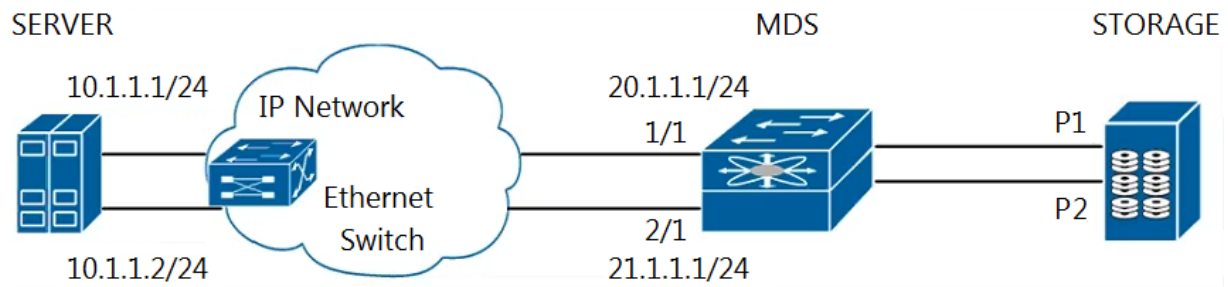 SERVER
MDS
STORAGE
10.1.1.1/24
20.1.1.1/24
IP Network
1/1
P1
Ethernet
Switch
P2
2/1
10.1.1.2/24
21.1.1.1/24